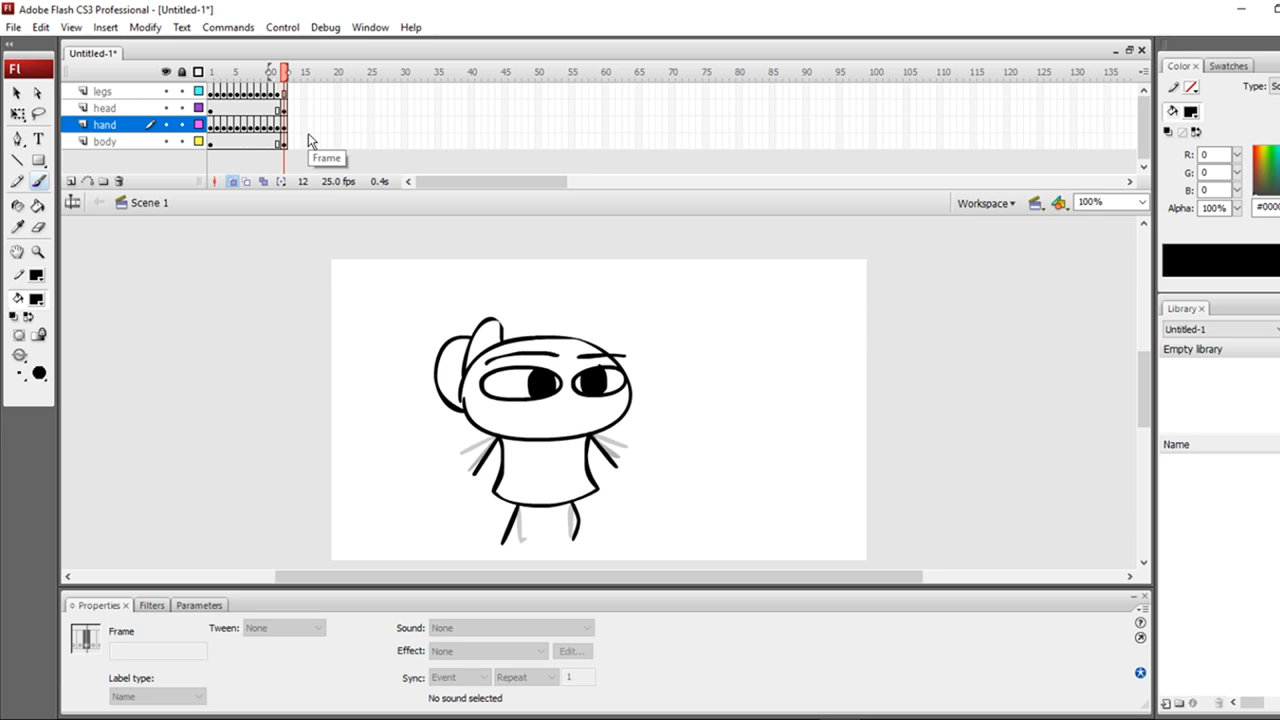 Adobe Flash CS3 Professional - [Untitled-1*]
File Edit View Insert Modify Text Commands Control Debug Window Help
Untitled-1*
Fl
1 5 10 15 20 25 30 35 40 45 50 55 60 65 70 75 80 85 90 95 100 105 110 115 120 125 130 135
legs
head
hand
body
Frame
12 25.0 fps 0.4s
Scene 1
Workspace
100%
Color Swatches
Type:
R: 0
G: 0
B: 0
Alpha: 100%
#000
Library
Untitled-1
Empty library
Name
Properties Filters Parameters
Frame
Tween: None
Sound: None
Effect: None Edit...
Label type:
Name
Sync: Event Repeat 1
No sound selected